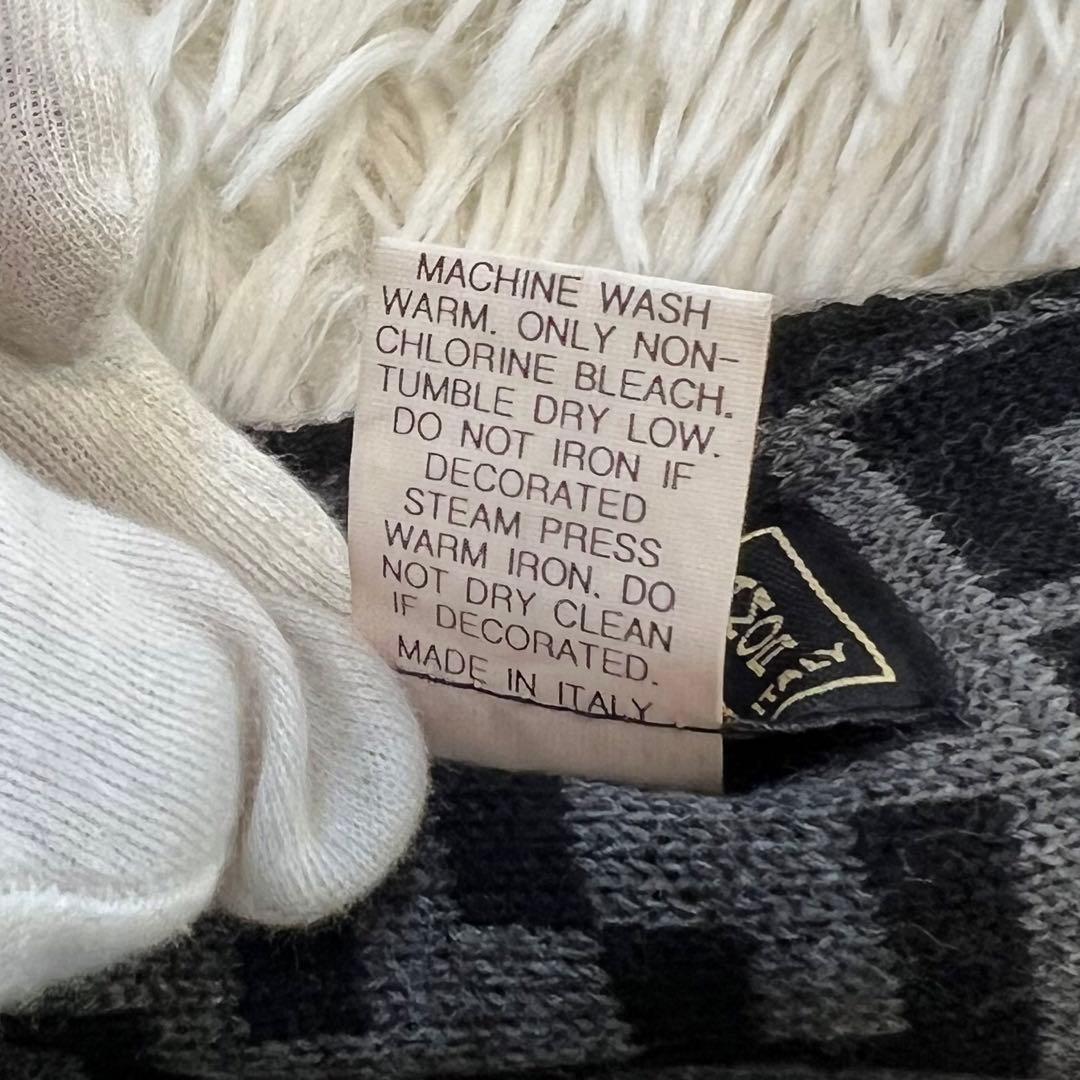 MACHINE WASH
WARM. ONLY NON-
CHLORINE BLEACH.
TUMBLE DRY LOW.
DO NOT IRON IF
DECORATED
STEAM PRESS
WARM IRON. DO
NOT DRY CLEAN
IF DECORATED.
MADE IN ITALY